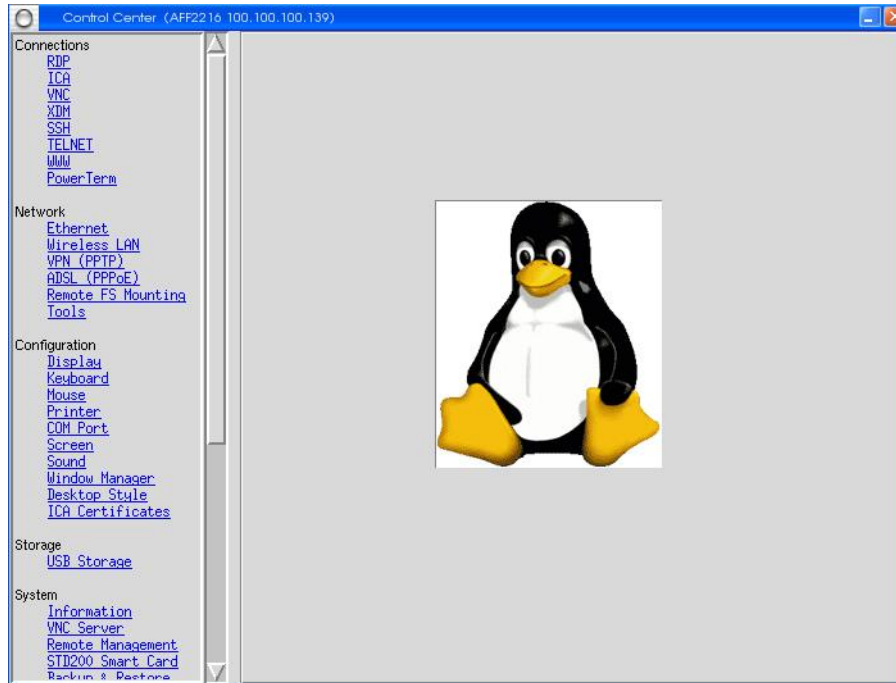 Control Center (AFF2216 100.100.100.139)
Connections
RDP
ICA
VNC
XDM
SSH
TELNET
WWW
PowerTerm
Network
Ethernet
Wireless LAN
VPN (PPTP)
ADSL (PPPoE)
Remote FS Mounting
Tools
Configuration
Display
Keyboard
Mouse
Printer
COM Port
Screen
Sound
Window Manager
Desktop Style
ICA Certificates
Storage
USB Storage
System
Information
VNC Server
Remote Management
STD200 Smart Card
Backup & Restore